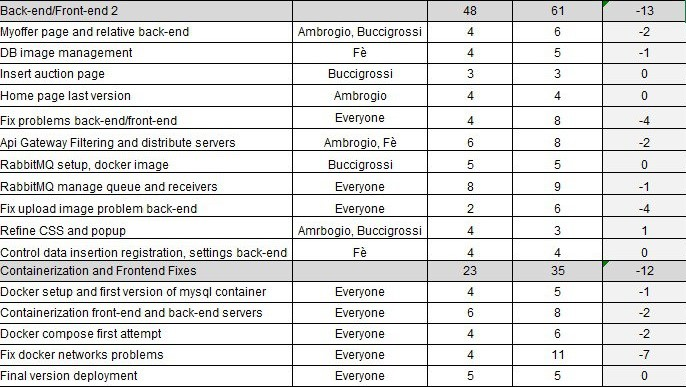 Back-end/Front-end 2 48 61 -13
Myoffer page and relative back-end Ambrogio, Buccigrossi 4 6 -2
DB image management Fè 4 5 -1
Insert auction page Buccigrossi 3 3 0
Home page last version Ambrogio 4 4 0
Fix problems back-end/front-end Everyone 4 8 -4
Api Gateway Filtering and distribute servers Ambrogio, Fè 6 8 -2
RabbitMQ setup, docker image Buccigrossi 5 5 0
RabbitMQ manage queue and receivers Everyone 8 9 -1
Fix upload image problem back-end Everyone 2 6 -4
Refine CSS and popup Amrbogio, Buccigrossi 4 3 1
Control data insertion registration, settings back-end Fè 4 4 0
Containerization and Frontend Fixes 23 35 -12
Docker setup and first version of mysql container Everyone 4 5 -1
Containerization front-end and back-end servers Everyone 6 8 -2
Docker compose first attempt Everyone 4 6 -2
Fix docker networks problems Everyone 4 11 -7
Final version deployment Everyone 5 5 0